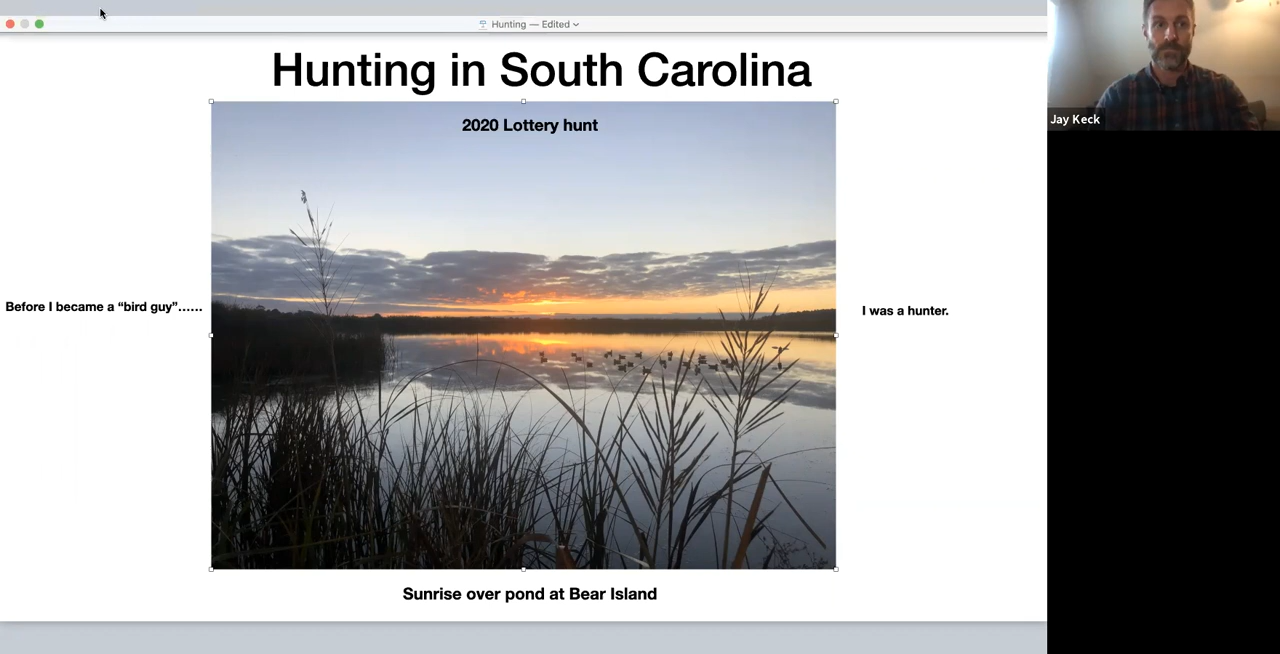 Hunting — Edited
Hunting in South Carolina
2020 Lottery hunt
Jay Keck
Before I became a “bird guy”......
I was a hunter.
Sunrise over pond at Bear Island